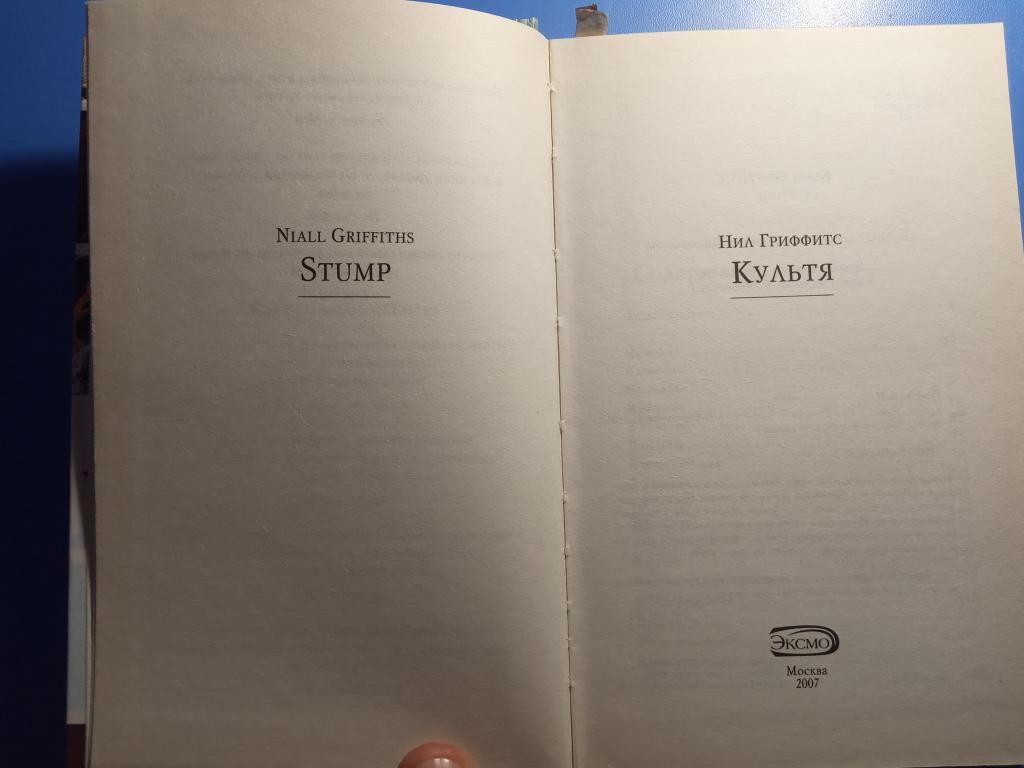 Niall Griffiths
Stump
Нил Гриффитс
Культя
ЭКСМО
Москва
2007